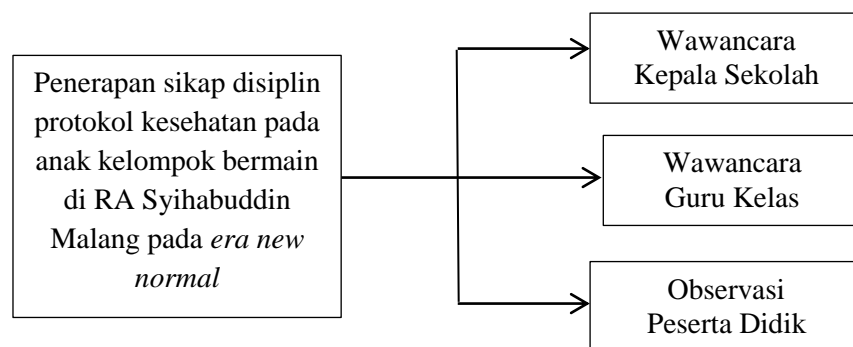 Penerapan sikap disiplin
protokol kesehatan pada
anak kelompok bermain
di RA Syihabuddin
Malang pada era new
normal
Wawancara
Kepala Sekolah
Wawancara
Guru Kelas
Observasi
Peserta Didik